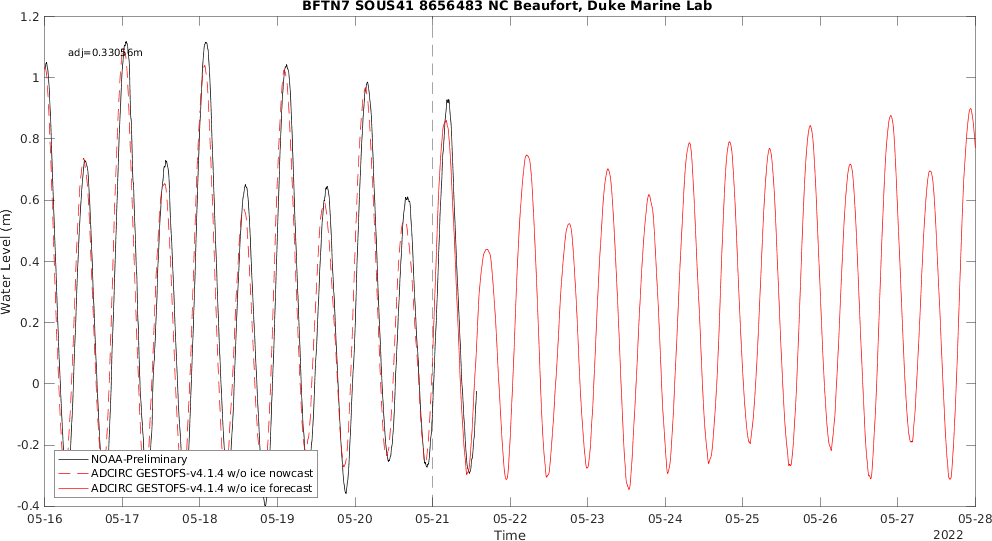 BFTN7 SOUS41 8656483 NC Beaufort, Duke Marine Lab
adj=0.33056m
Water Level (m)
1.2
1
0.8
0.6
0.4
0.2
0
-0.2
-0.4
NOAA-Preliminary
ADCIRC GESTOFS-v4.1.4 w/o ice nowcast
ADCIRC GESTOFS-v4.1.4 w/o ice forecast
05-16 05-17 05-18 05-19 05-20 05-21 05-22 05-23 05-24 05-25 05-26 05-27 05-28
Time
2022